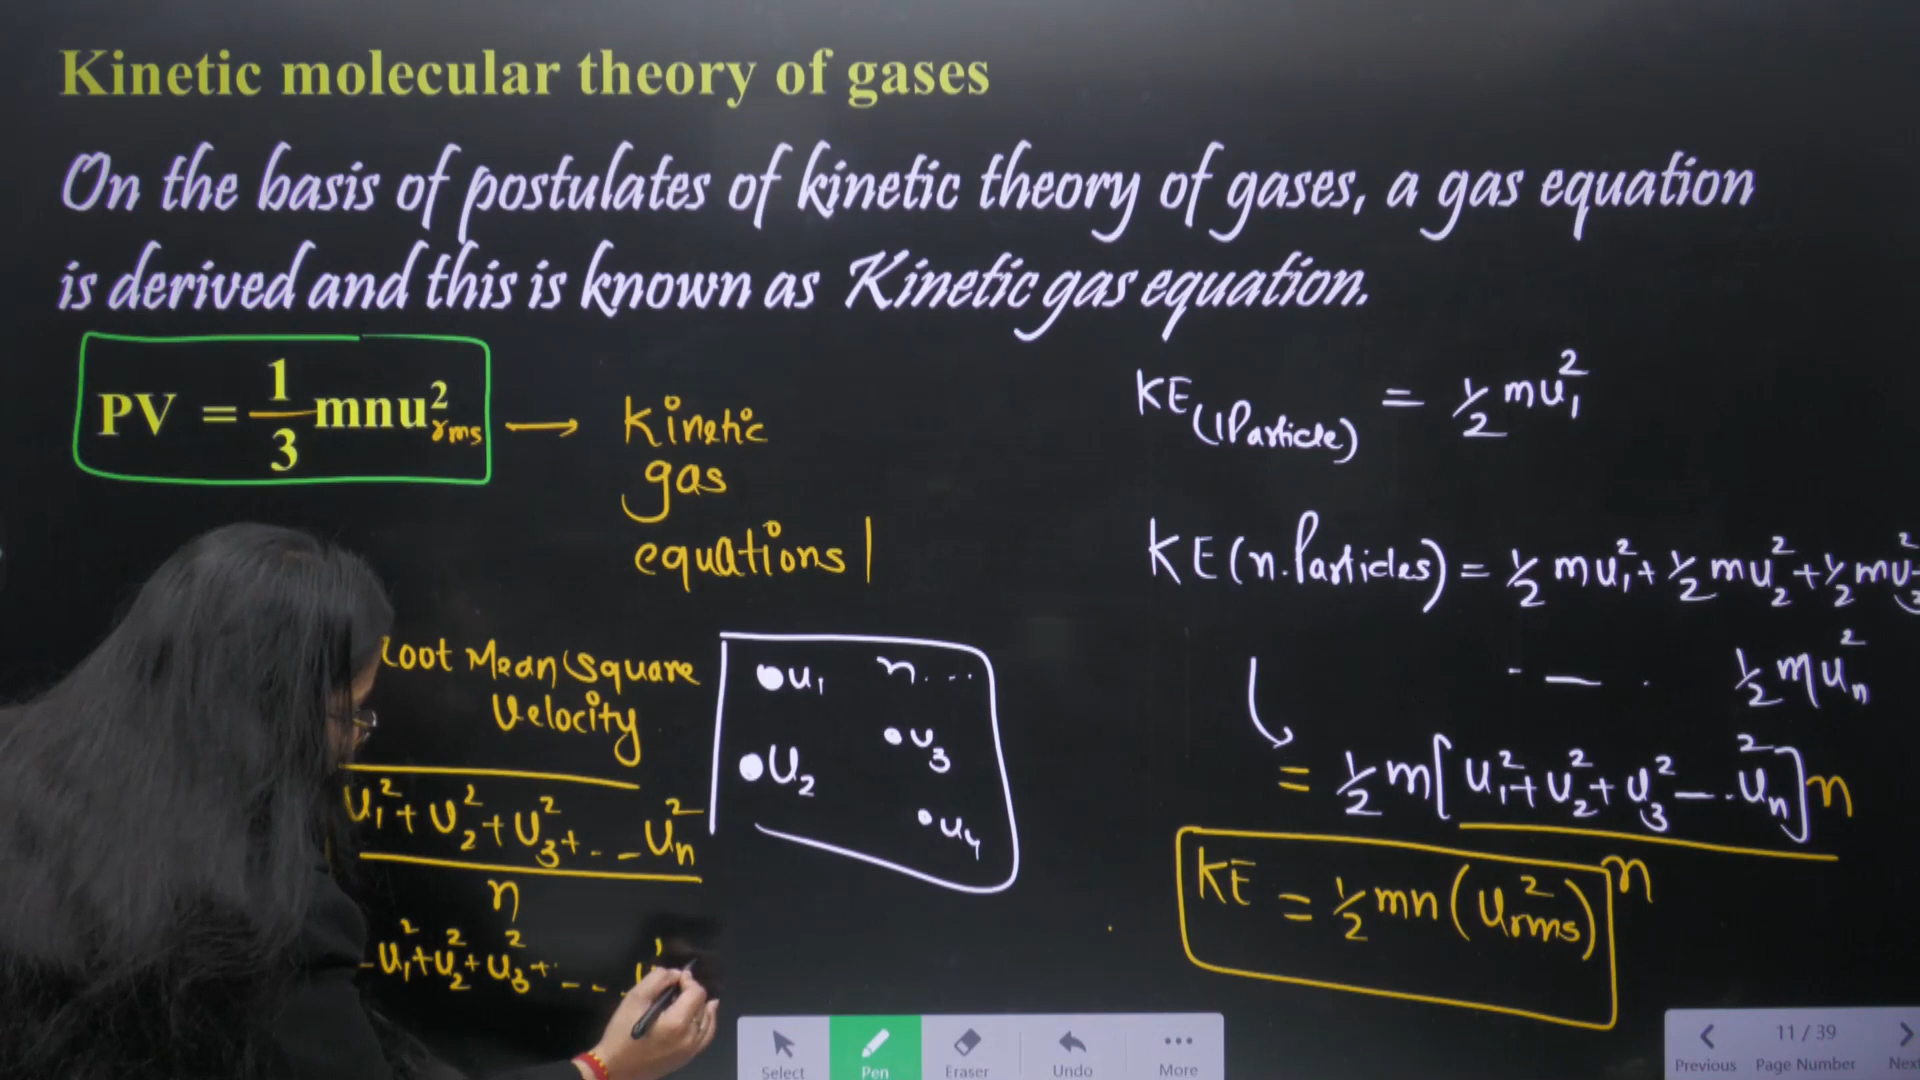 Kinetic molecular theory of gases
On the basis of postulates of kinetic theory of gases, a gas equation
is derived and this is known as Kinetic gas equation.
PV = 1/3 mnu²rms → Kinetic
gas
equations
KE(1Particle) = ½ mu₁²
KE(n.Particles) = ½ mu₁² + ½ mu₂² + ½ mu₃²
- — . ½ muₙ²
= ½ m[u₁² + u₂² + u₃² - .. uₙ²] n
n
KE = ½ mn (u²rms)
Mean Square
Velocity
u₁² + u₂² + u₃² + .. - uₙ²
n
u₁² + u₂² + u₃² + - ..
u₁ n...
u₃
u₂
u₄
Select
Pen
Eraser
Undo
More
11 / 39
Previous Page Number